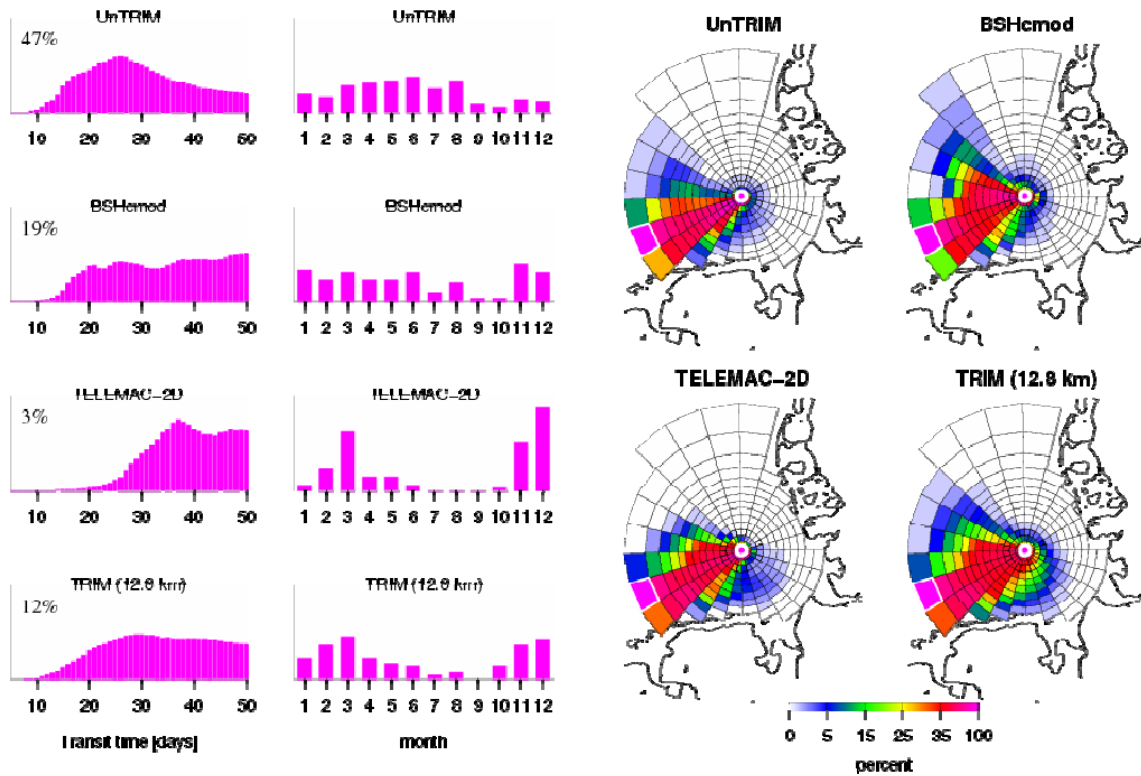 UnTRIM
47%
10 20 30 40 50
UnTRIM
1 2 3 4 5 6 7 8 9 10 11 12
BSHcmod
19%
10 20 30 40 50
BSHcmod
1 2 3 4 5 6 7 8 9 10 11 12
TELEMAC-2D
3%
10 20 30 40 50
TELEMAC-2D
1 2 3 4 5 6 7 8 9 10 11 12
TRIM (12.8 km)
12%
10 20 30 40 50
Transit time [days]
TRIM (12.8 km)
1 2 3 4 5 6 7 8 9 10 11 12
month
UnTRIM
BSHcmod
TELEMAC-2D
TRIM (12.8 km)
0 5 15 25 35 100
percent